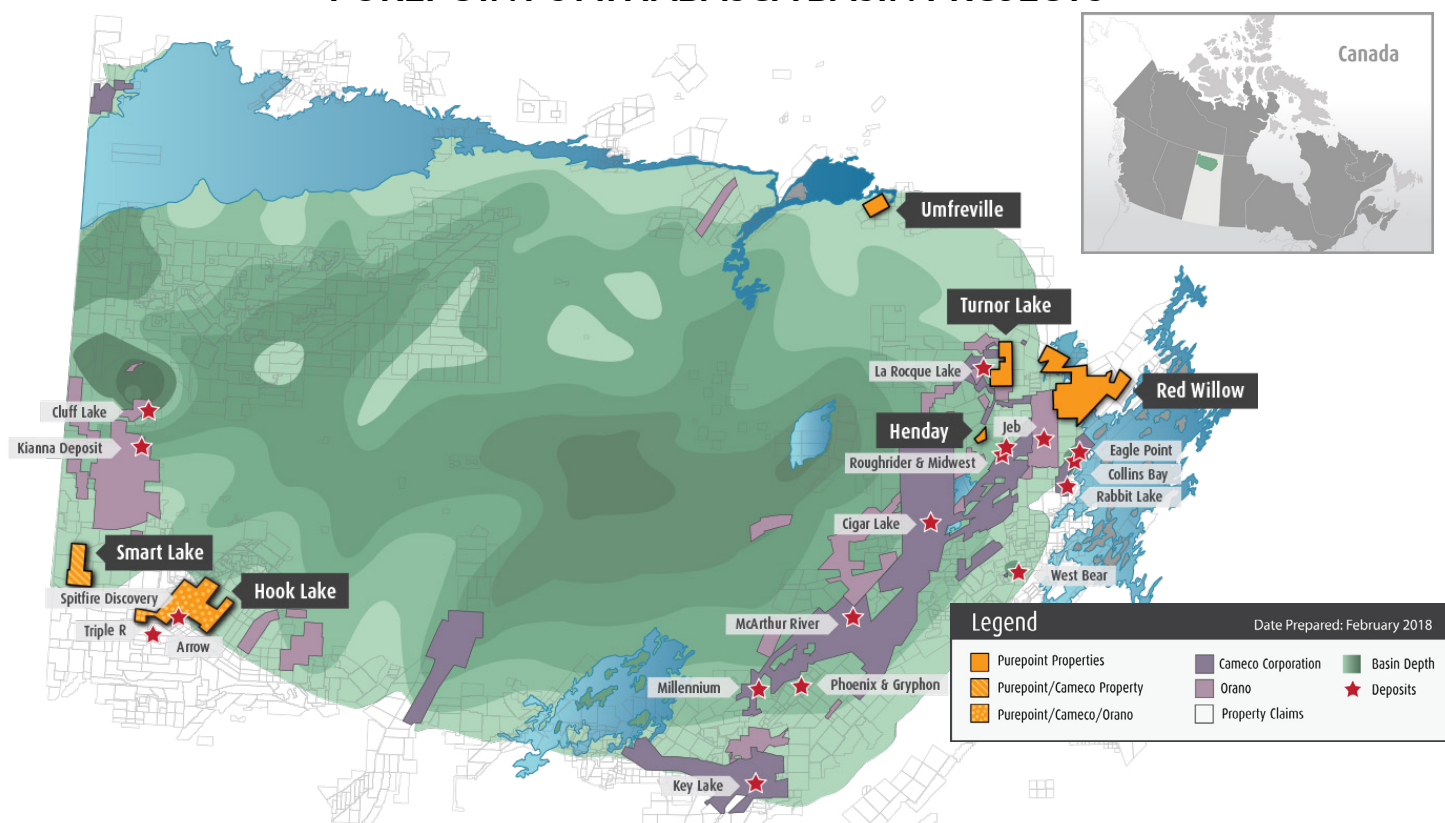 Canada
Umfreville
Turnor Lake
La Rocque Lake
Red Willow
Cluff Lake
Henday
Jeb
Kianna Deposit
Eagle Point
Roughrider & Midwest
Collins Bay
Rabbit Lake
Cigar Lake
Smart Lake
West Bear
Hook Lake
Spitfire Discovery
McArthur River
Triple R
Arrow
Millennium
Phoenix & Gryphon
Key Lake
Legend
Date Prepared: February 2018
Purepoint Properties
Purepoint/Cameco Property
Purepoint/Cameco/Orano
Cameco Corporation
Orano
Property Claims
Basin Depth
Deposits